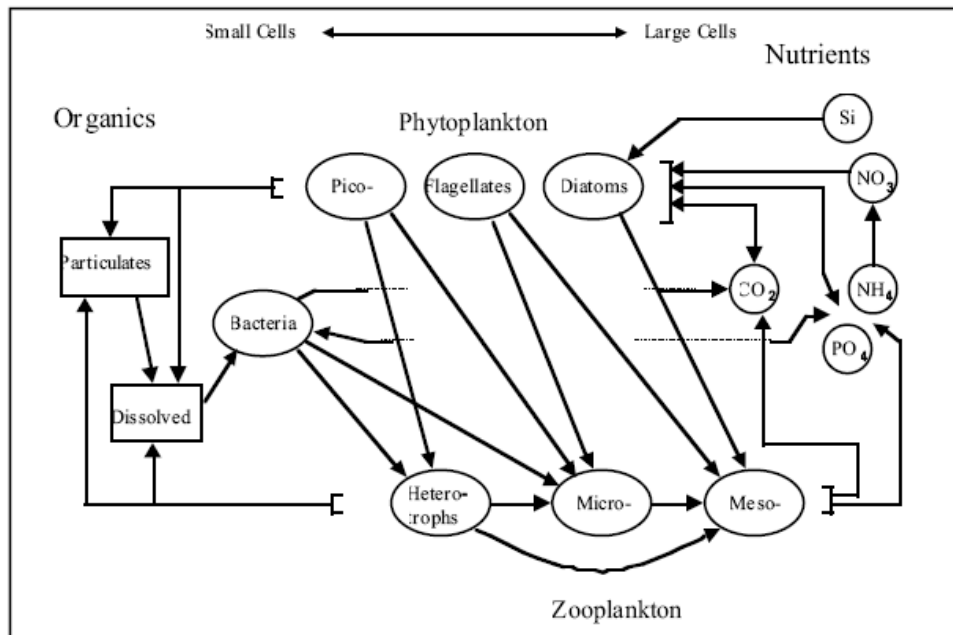 Small Cells
Large Cells
Nutrients
Organics
Phytoplankton
Si
Pico-
Flagellates
Diatoms
NO3
Particulates
CO2
NH4
Bacteria
PO4
Dissolved
Hetero-
trophs
Micro-
Meso-
Zooplankton